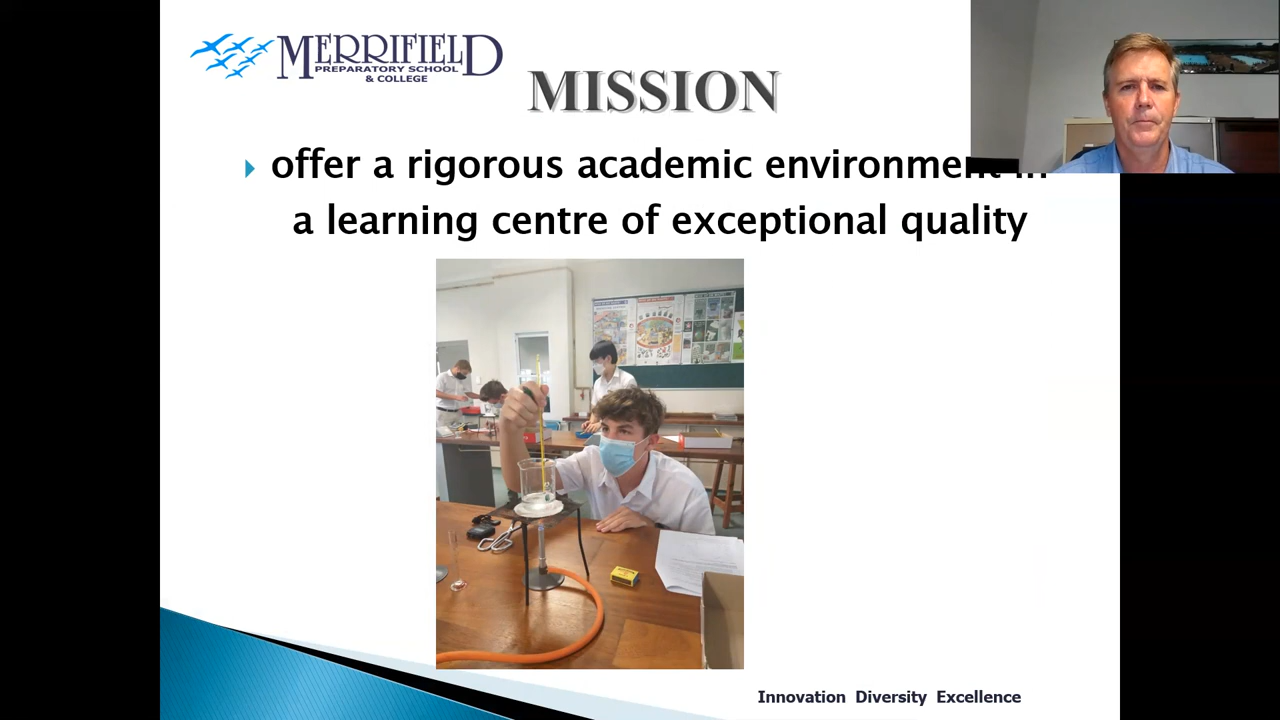 MERRIFIELD
PREPARATORY SCHOOL
& COLLEGE
MISSION
offer a rigorous academic environment in
a learning centre of exceptional quality
Innovation Diversity Excellence